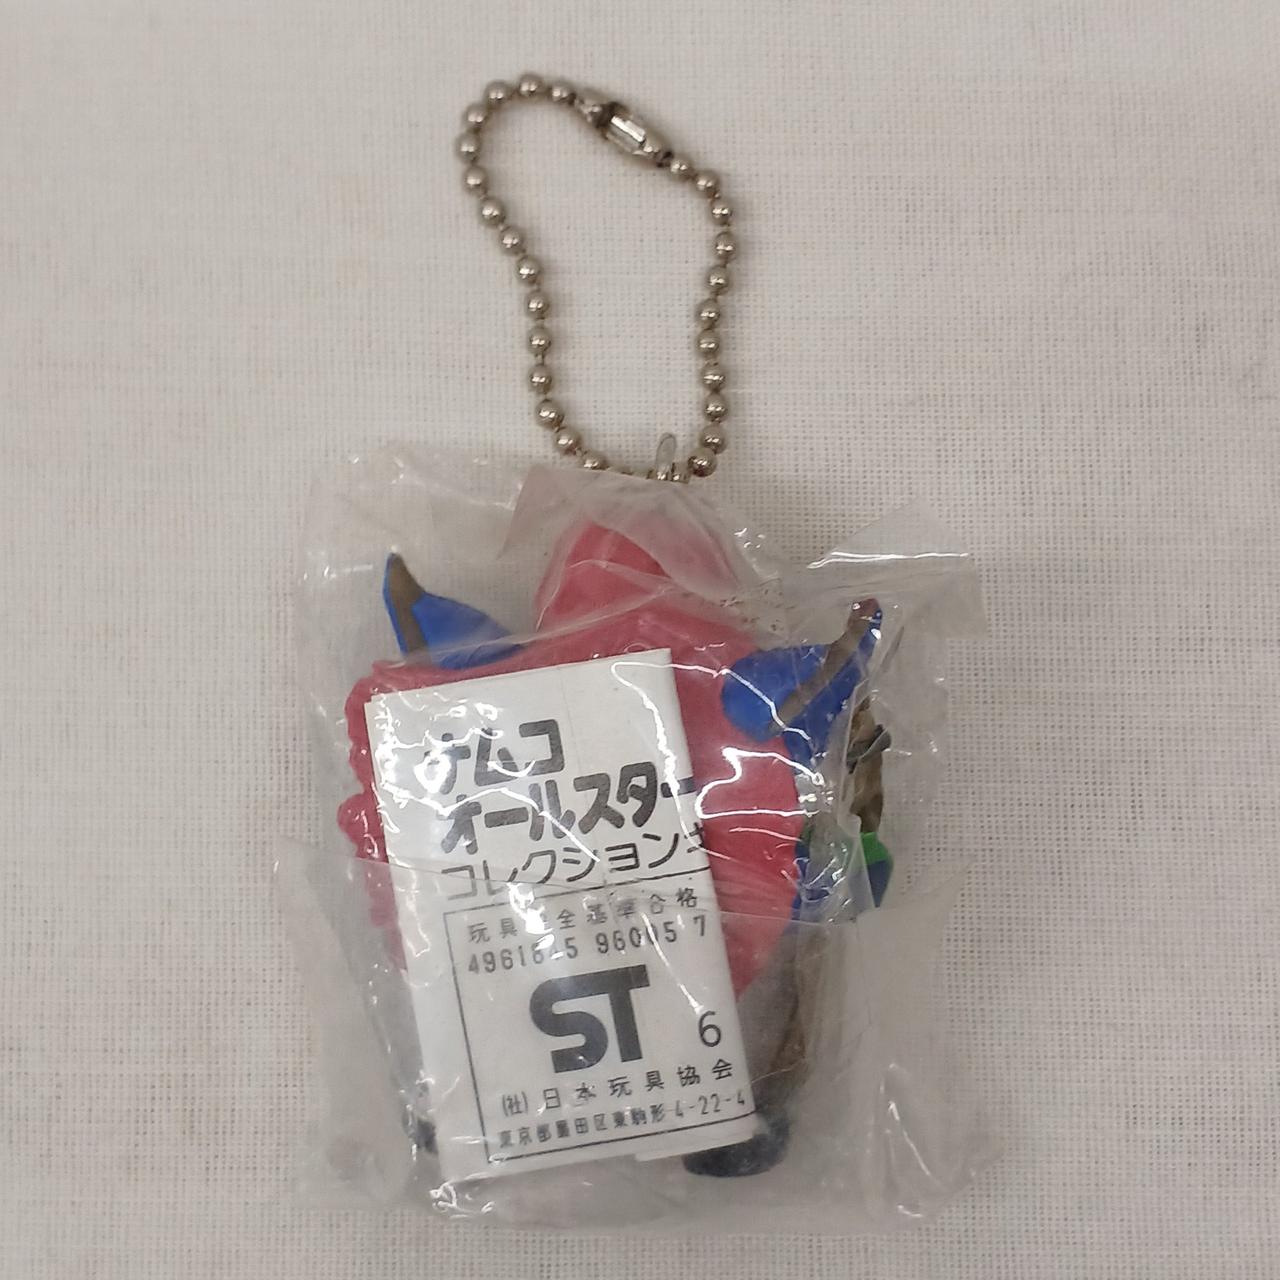 ナムコ
オールスター
コレクション
玩具安全基準合格
ST
6
(社)日本玩具協会
東京都墨田区東駒形4-22-4